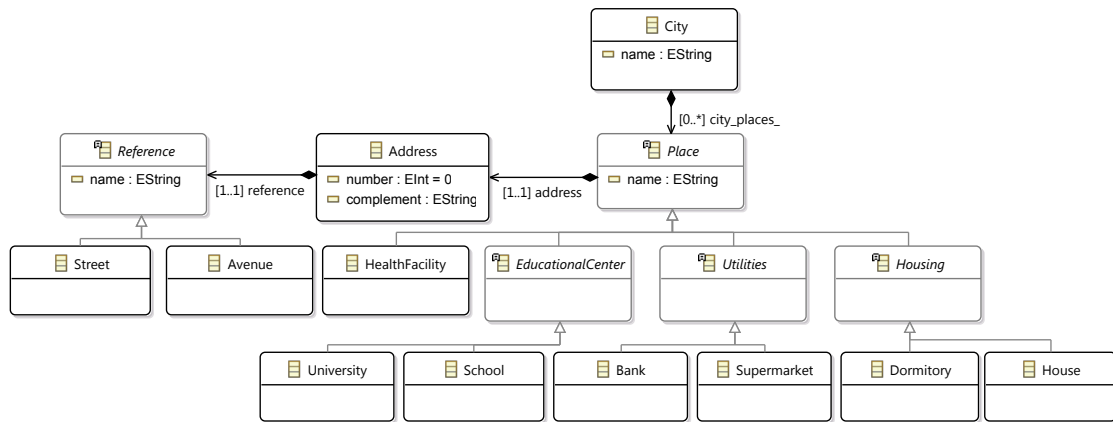 City
name : EString
[0..*] city_places_
Reference
name : EString
[1..1] reference
Address
number : EInt = 0
complement : EString
[1..1] address
Place
name : EString
Street
Avenue
HealthFacility
EducationalCenter
Utilities
Housing
University
School
Bank
Supermarket
Dormitory
House